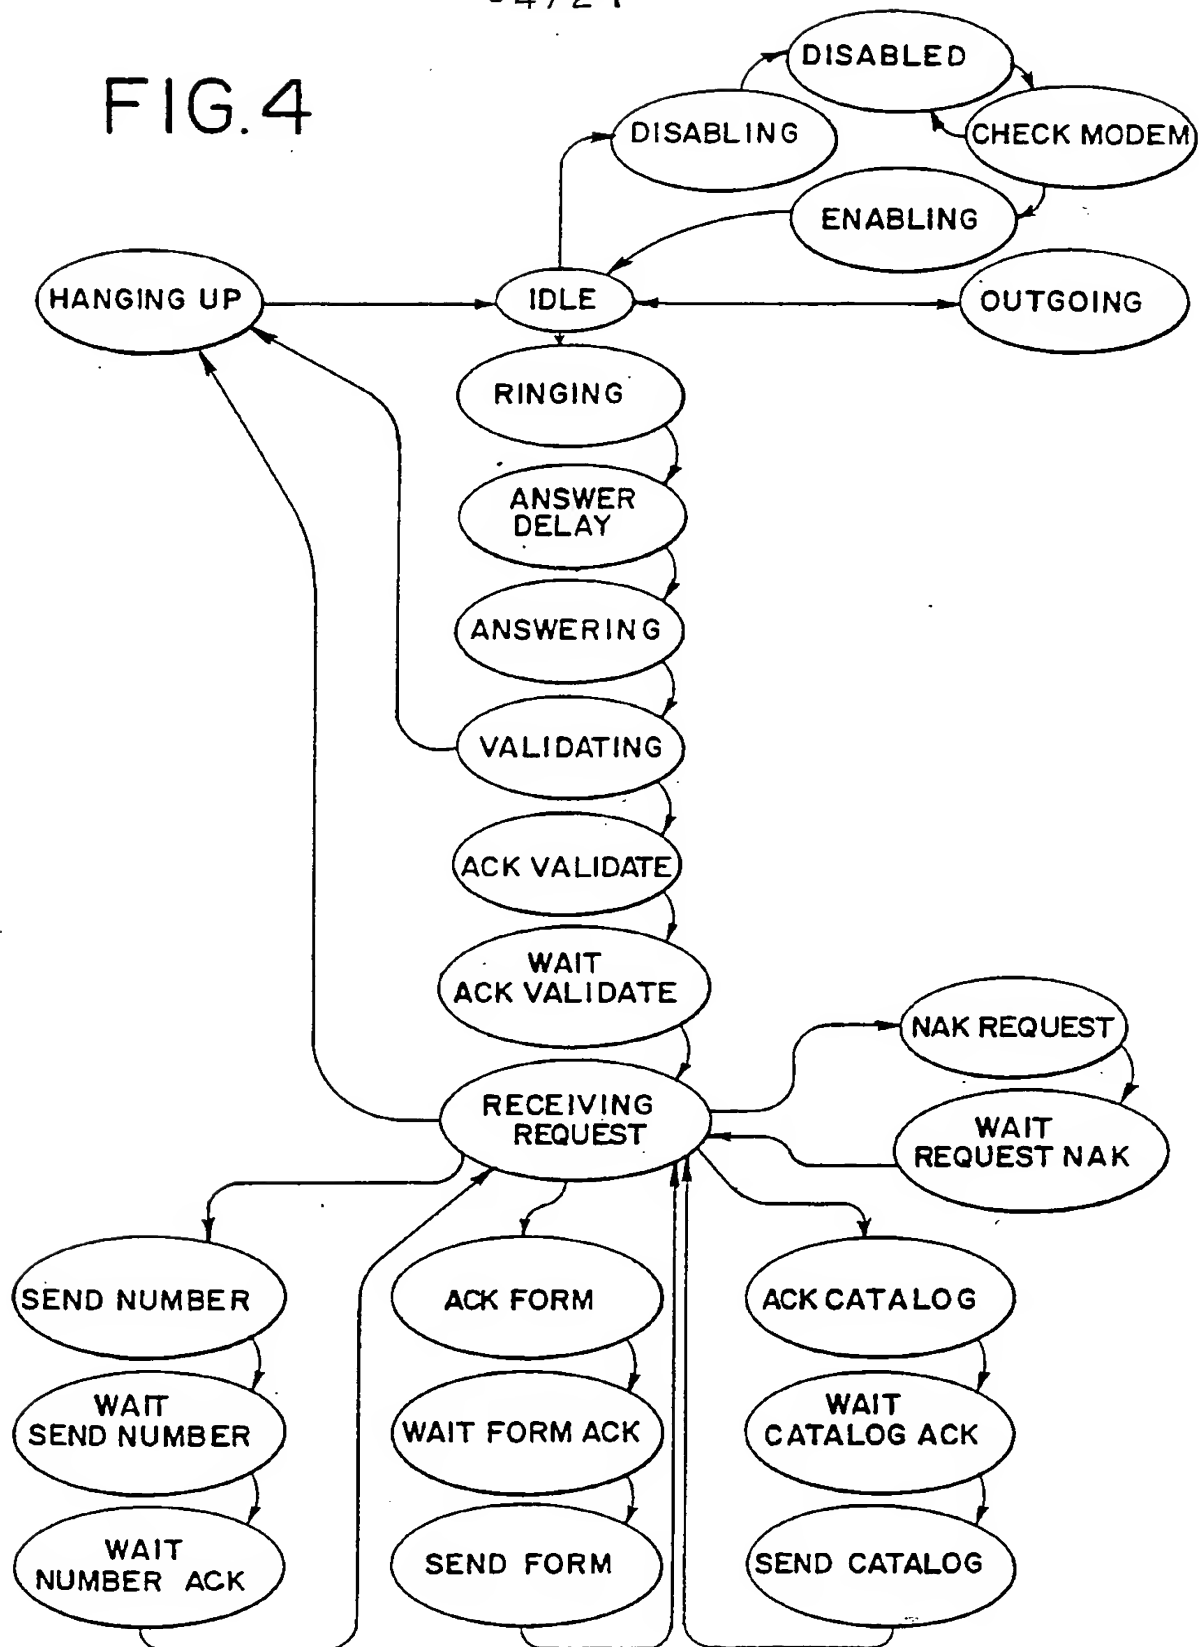 FIG. 4
DISABLED
DISABLING
CHECK MODEM
ENABLING
HANGING UP
IDLE
OUTGOING
RINGING
ANSWER
DELAY
ANSWERING
VALIDATING
ACK VALIDATE
WAIT
ACK VALIDATE
NAK REQUEST
RECEIVING
REQUEST
WAIT
REQUEST NAK
SEND NUMBER
ACK FORM
ACK CATALOG
WAIT
SEND NUMBER
WAIT FORM ACK
WAIT
CATALOG ACK
WAIT
NUMBER ACK
SEND FORM
SEND CATALOG